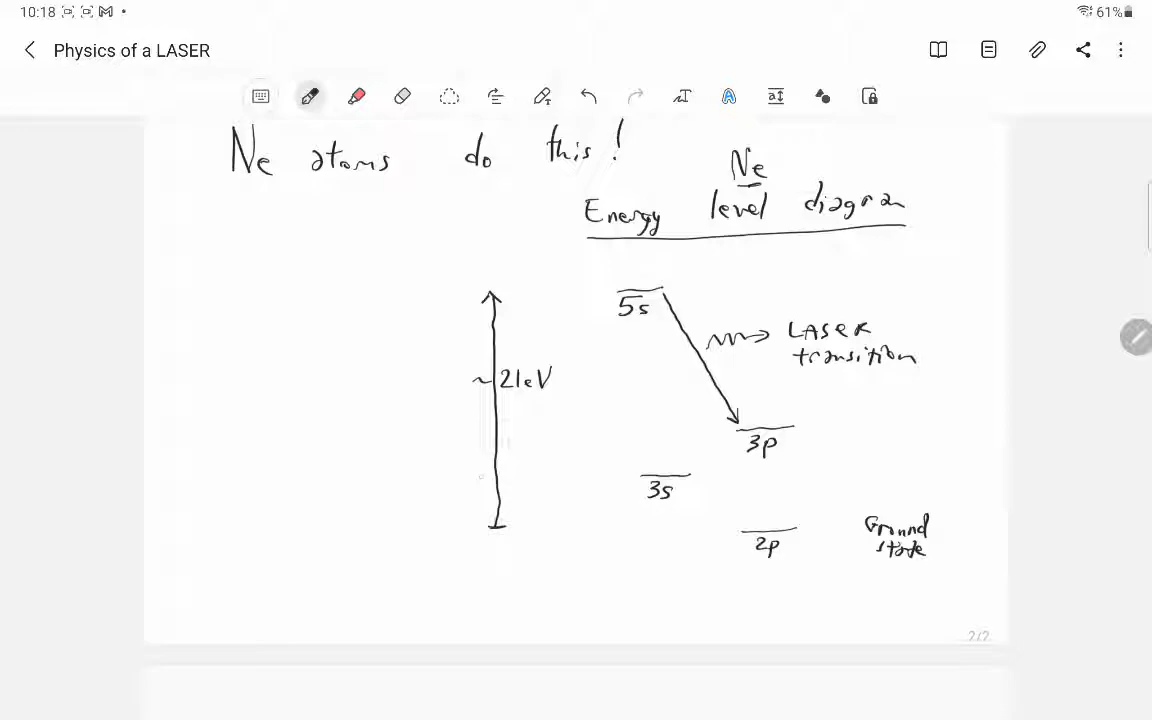 10:18
61%
Physics of a LASER
Ne atoms do this!
Ne
Energy level diagram
5s
LASER
transition
~21eV
3p
3s
Ground
state
2p
2/2